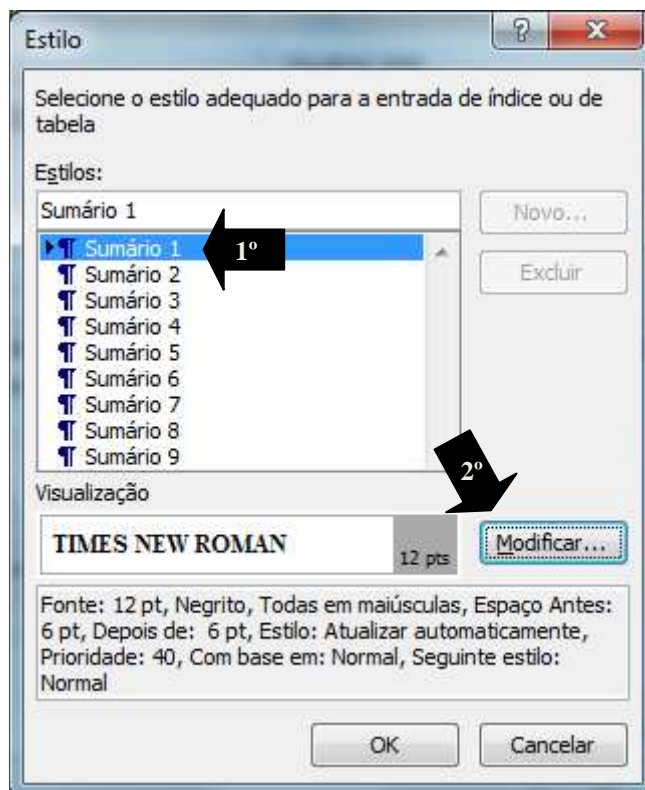 Estilo
Selecione o estilo adequado para a entrada de índice ou de
tabela
Estilos:
Sumário 1
Novo...
¶ Sumário 1
1º
¶ Sumário 2
Excluir
¶ Sumário 3
¶ Sumário 4
¶ Sumário 5
¶ Sumário 6
¶ Sumário 7
¶ Sumário 8
¶ Sumário 9
2º
Visualização
TIMES NEW ROMAN
12 pts
Modificar...
Fonte: 12 pt, Negrito, Todas em maiúsculas, Espaço Antes:
6 pt, Depois de: 6 pt, Estilo: Atualizar automaticamente,
Prioridade: 40, Com base em: Normal, Seguinte estilo:
Normal
OK
Cancelar